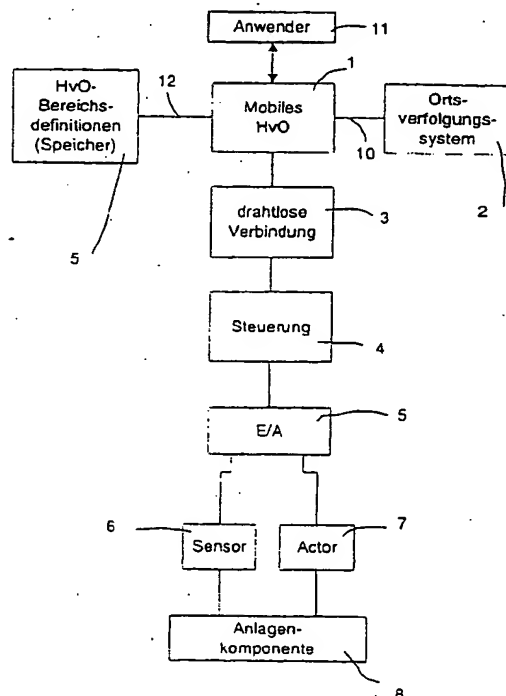 Anwender
11
1
12
HvO-
Bereichs-
definitionen
(Speicher)
Mobiles
HvO
Orts-
verfolgungs-
system
10
5
2
drahtlose
Verbindung
3
Steuerung
4
E/A
5
6
7
Sensor
Actor
Anlagen-
komponente
8